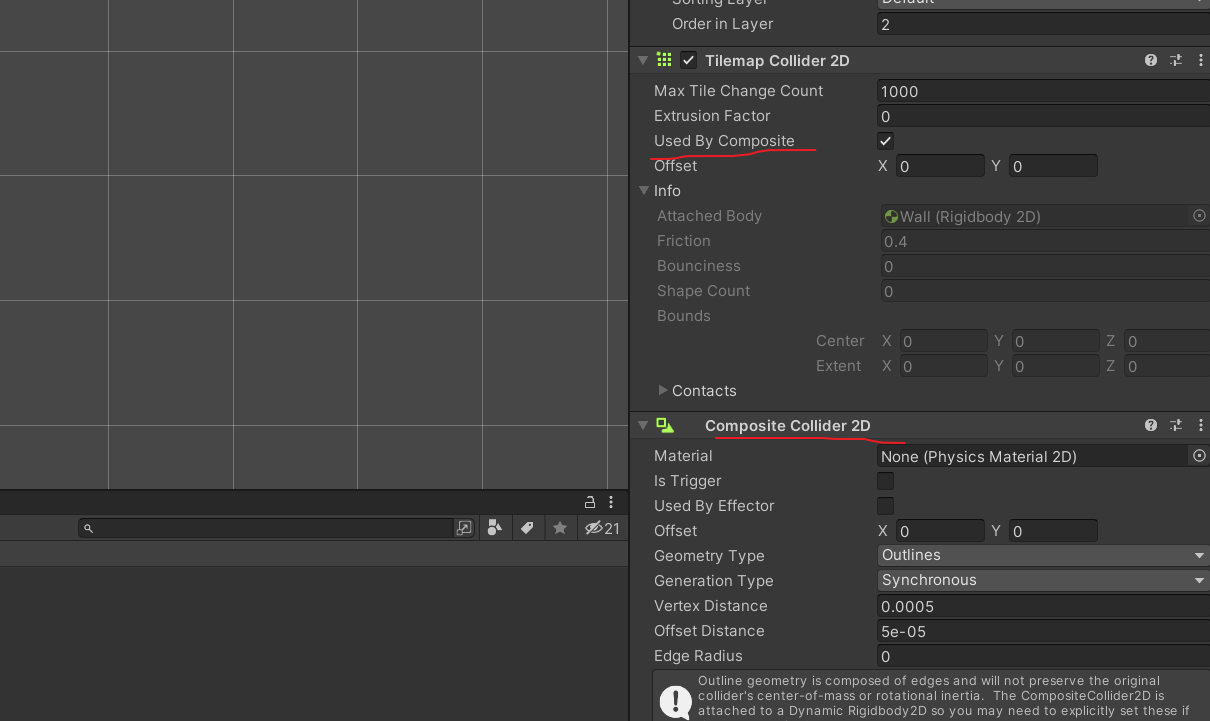 Sorting Layer Default
Order in Layer 2
Tilemap Collider 2D
Max Tile Change Count 1000
Extrusion Factor 0
Used By Composite
Offset X 0 Y 0
Info
Attached Body Wall (Rigidbody 2D)
Friction 0.4
Bounciness 0
Shape Count 0
Bounds
Center X 0 Y 0 Z 0
Extent X 0 Y 0 Z 0
Contacts
Composite Collider 2D
Material None (Physics Material 2D)
Is Trigger
Used By Effector
Offset X 0 Y 0
Geometry Type Outlines
Generation Type Synchronous
Vertex Distance 0.0005
Offset Distance 5e-05
Edge Radius 0
Outline geometry is composed of edges and will not preserve the original
collider's center-of-mass or rotational inertia. The CompositeCollider2D is
attached to a Dynamic Rigidbody2D so you may need to explicitly set these if
21